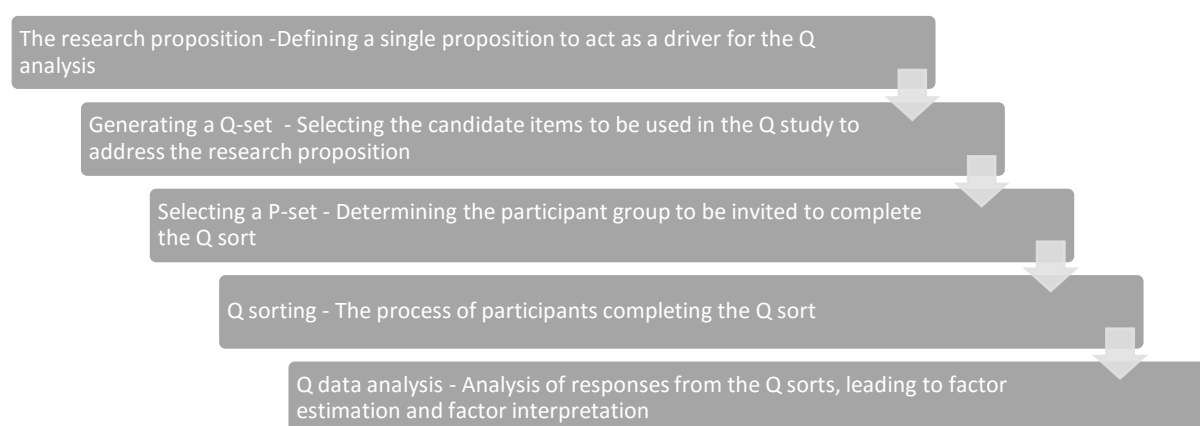 The research proposition -Defining a single proposition to act as a driver for the Q
analysis
Generating a Q-set  - Selecting the candidate items to be used in the Q study to
address the research proposition
Selecting a P-set - Determining the participant group to be invited to complete
the Q sort
Q sorting - The process of participants completing the Q sort
Q data analysis - Analysis of responses from the Q sorts, leading to factor
estimation and factor interpretation